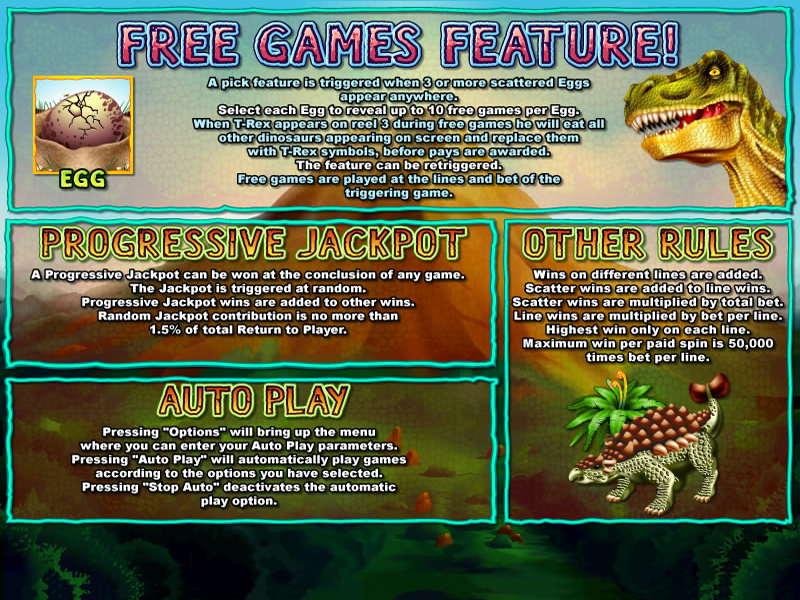 FREE GAMES FEATURE!
A pick feature is triggered when 3 or more scattered Eggs
appear anywhere.
Select each Egg to reveal up to 10 free games per Egg.
When T-Rex appears on reel 3 during free games he will eat all
other dinosaurs appearing on screen and replace them
with T-Rex symbols, before pays are awarded.
The feature can be retriggered.
Free games are played at the lines and bet of the
triggering game.
EGG
PROGRESSIVE JACKPOT
A Progressive Jackpot can be won at the conclusion of any game.
The Jackpot is triggered at random.
Progressive Jackpot wins are added to other wins.
Random Jackpot contribution is no more than
1.5% of total Return to Player.
OTHER RULES
Wins on different lines are added.
Scatter wins are added to line wins.
Scatter wins are multiplied by total bet.
Line wins are multiplied by bet per line.
Highest win only on each line.
Maximum win per paid spin is 50,000
times bet per line.
AUTO PLAY
Pressing "Options" will bring up the menu
where you can enter your Auto Play parameters.
Pressing "Auto Play" will automatically play games
according to the options you have selected.
Pressing "Stop Auto" deactivates the automatic
play option.